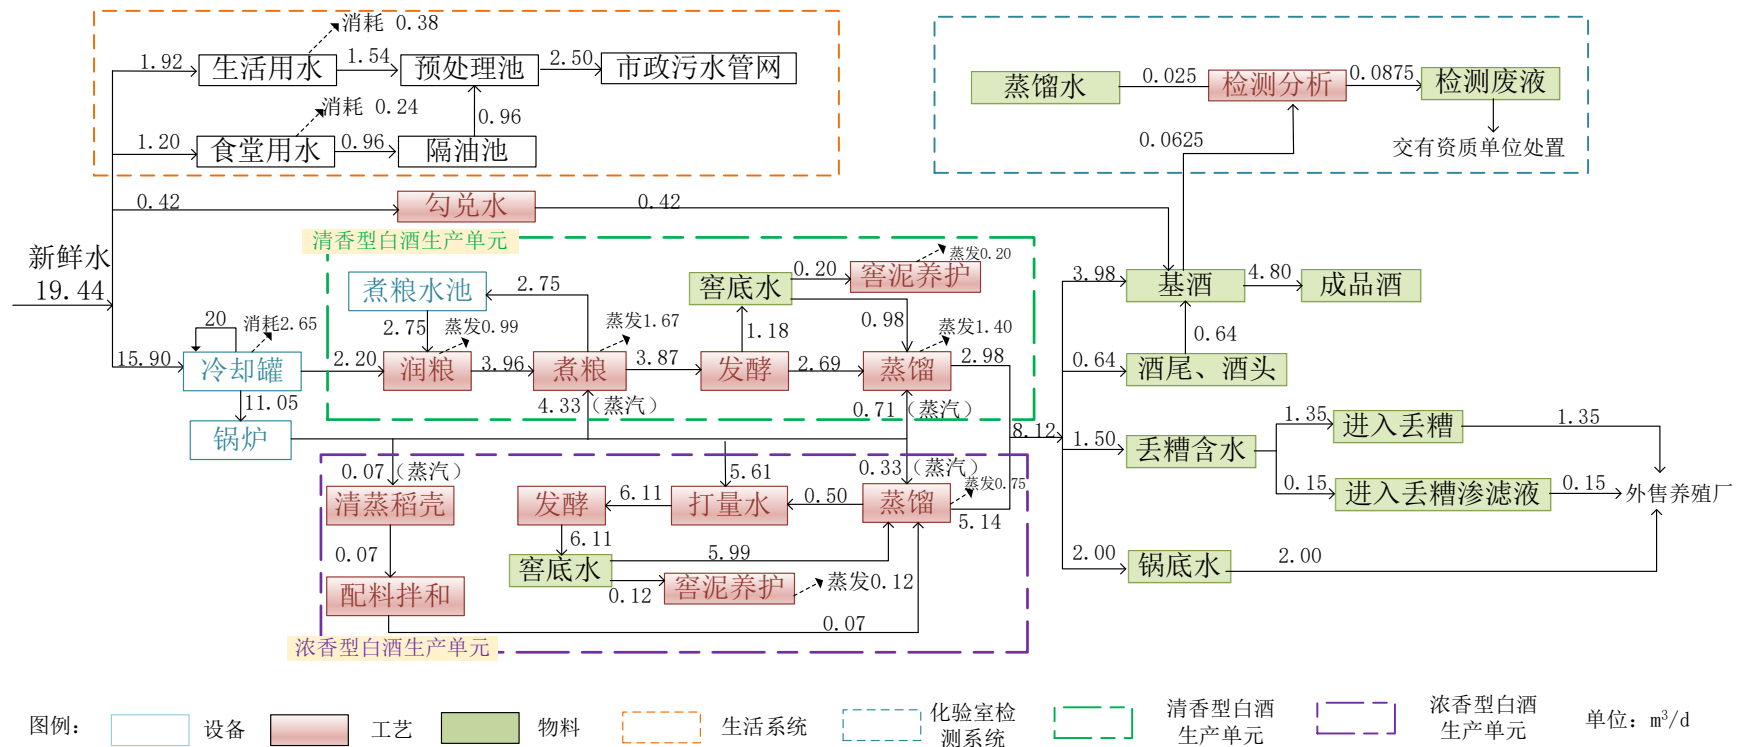 消耗 0.38
1.92
生活用水
1.54
预处理池
2.50
市政污水管网
消耗 0.24
0.96
1.20
食堂用水
0.96
隔油池
蒸馏水
0.025
检测分析
0.0875
检测废液
0.0625
交有资质单位处置
0.42
勾兑水
0.42
清香型白酒生产单元
新鲜水
19.44
煮粮水池
2.75
窖底水
0.20
窖泥养护
蒸发0.20
3.98
基酒
4.80
成品酒
20
消耗2.65
2.75
蒸发0.99
蒸发1.67
1.18
0.98
蒸发1.40
0.64
15.90
冷却罐
2.20
润粮
3.96
煮粮
3.87
发酵
2.69
蒸馏
2.98
0.64
酒尾、酒头
11.05
4.33（蒸汽）
0.71（蒸汽）
锅炉
8.12
1.50
丢糟含水
1.35
进入丢糟
1.35
0.15
进入丢糟渗滤液
0.15
外售养殖厂
0.07（蒸汽）
5.61
0.33（蒸汽）
蒸发0.75
清蒸稻壳
发酵
6.11
打量水
0.50
蒸馏
5.14
0.07
6.11
5.99
窖底水
0.12
窖泥养护
蒸发0.12
2.00
锅底水
2.00
配料拌和
0.07
浓香型白酒生产单元
图例：
设备
工艺
物料
生活系统
化验室检
测系统
清香型白酒
生产单元
浓香型白酒
生产单元
单位：m³/d